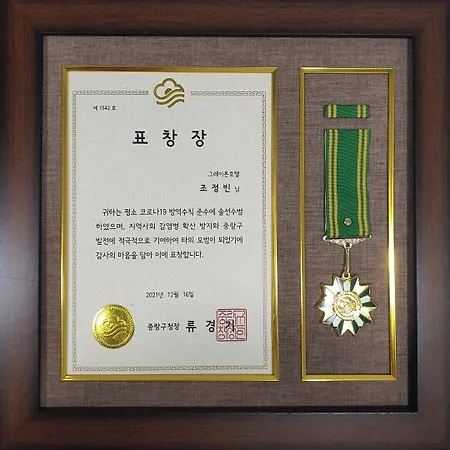 제 1542 호
표 창 장
그레이톤호텔
조 정 빈 님
귀하는 평소 코로나19 방역수칙 준수에 솔선수범
하였으며, 지역사회 감염병 확산 방지와 중랑구
발전에 적극적으로 기여하여 타의 모범이 되었기에
감사의 마음을 담아 이에 표창합니다.
2021년 12월 16일
중랑구청장 류 경 기